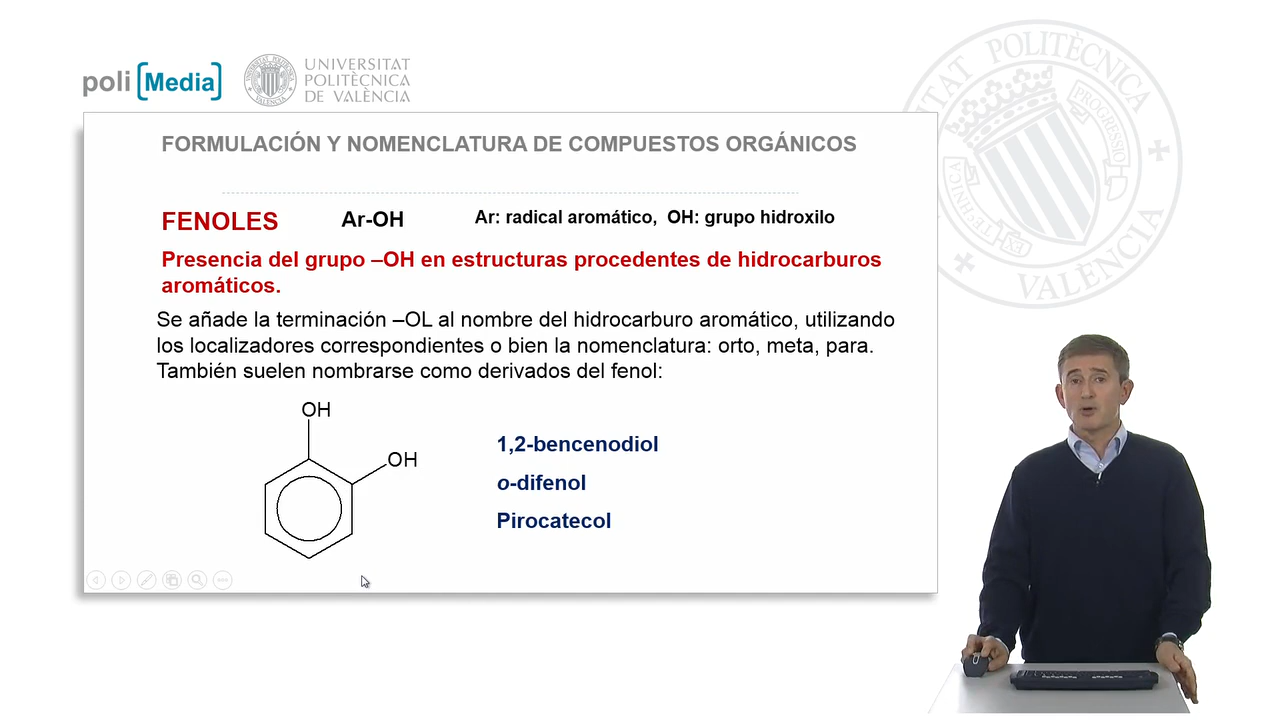 poli [Media]
UNIVERSITAT
POLITÈCNICA
DE VALÈNCIA
FORMULACIÓN Y NOMENCLATURA DE COMPUESTOS ORGÁNICOS
FENOLES Ar-OH Ar: radical aromático, OH: grupo hidroxilo
Presencia del grupo –OH en estructuras procedentes de hidrocarburos
aromáticos.
Se añade la terminación –OL al nombre del hidrocarburo aromático, utilizando
los localizadores correspondientes o bien la nomenclatura: orto, meta, para.
También suelen nombrarse como derivados del fenol:
OH
OH
1,2-bencenodiol
o-difenol
Pirocatecol
POLITÈCNICA
VALÈNCIA
PROGRESSIO